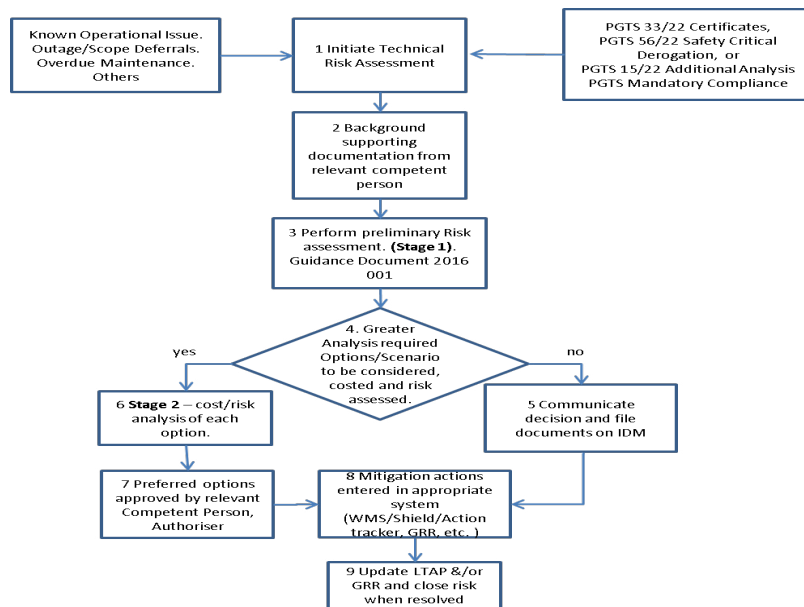 Known Operational Issue.
Outage/Scope Deferrals.
Overdue Maintenance.
Others
1 Initiate Technical
Risk Assessment
PGTS 33/22 Certificates,
PGTS 56/22 Safety Critical
Derogation,  or
PGTS 15/22 Additional Analysis
PGTS Mandatory Compliance
2 Background
supporting
documentation from
relevant competent
person
3 Perform preliminary Risk
assessment. (Stage 1).
Guidance Document 2016
001
4. Greater
Analysis required
Options/Scenario
to be considered,
costed and risk
assessed.
yes
no
6 Stage 2 – cost/risk
analysis of each
option.
5 Communicate
decision and file
documents on IDM
7 Preferred options
approved by relevant
Competent Person,
Authoriser
8 Mitigation actions
entered in appropriate
system
(WMS/Shield/Action
tracker, GRR, etc. )
9 Update LTAP &/or
GRR and close risk
when resolved